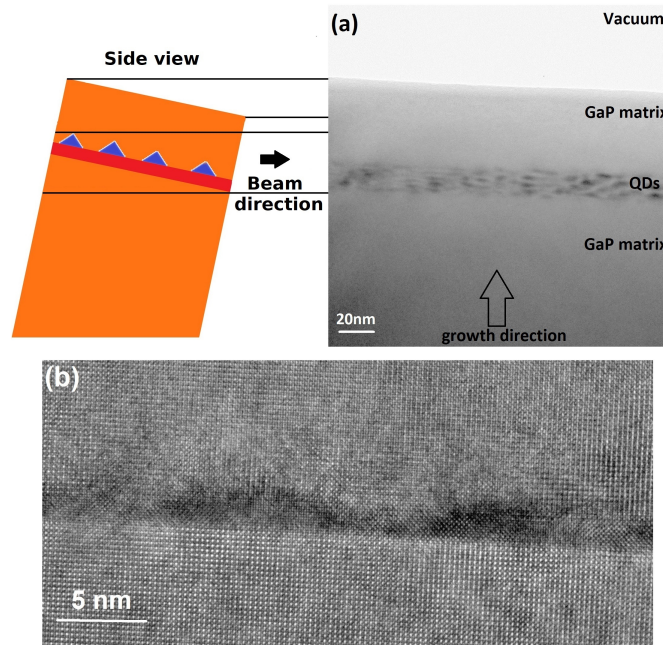 Side view
Beam
direction
(a)
Vacuum
GaP matrix
QDs
GaP matrix
20nm
growth direction
(b)
5 nm